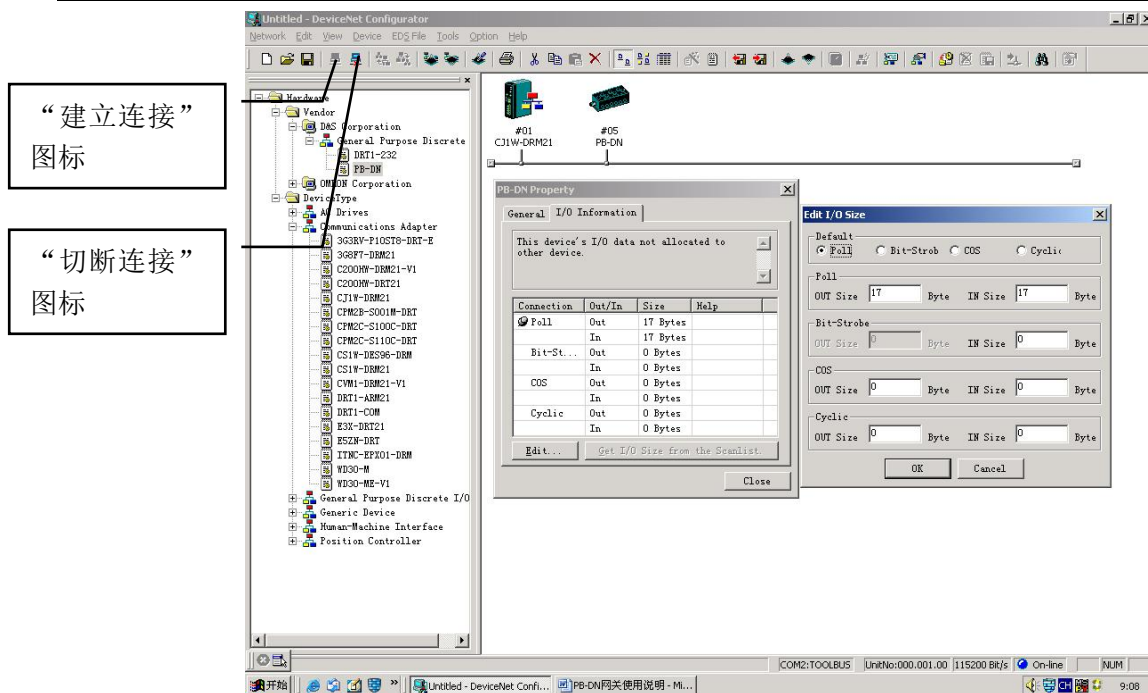 Untitled - DeviceNet Configurator
Network Edit View Device EDS File Tools Option Help
“建立连接”
图标
“切断连接”
图标
Hardware
Vendor
D&S Corporation
General Purpose Discrete
DRT1-232
PB-DN
OMRON Corporation
DeviceType
AC Drives
Communications Adapter
3G3RV-P10ST8-DRT-E
3G8F7-DRM21
C200HW-DRM21-V1
C200HW-DRT21
CJ1W-DRM21
CPM2B-S001M-DRT
CPM2C-S100C-DRT
CPM2C-S110C-DRT
CS1W-DES96-DRM
CS1W-DRM21
CVM1-DRM21-V1
DRT1-ARM21
DRT1-COM
E3X-DRT21
E5ZN-DRT
ITNC-EPX01-DRM
WD30-M
WD30-ME-V1
General Purpose Discrete I/O
Generic Device
Human-Machine Interface
Position Controller
#01
CJ1W-DRM21
#05
PB-DN
PB-DN Property
General I/O Information
This device's I/O data not allocated to
other device.
Connection Out/In Size Help
Poll Out 17 Bytes
In 17 Bytes
Bit-St... Out 0 Bytes
In 0 Bytes
COS Out 0 Bytes
In 0 Bytes
Cyclic Out 0 Bytes
In 0 Bytes
Edit... Get I/O Size from the Scanlist.
Close
Edit I/O Size
Default
Poll Bit-Strob COS Cyclic
Poll
OUT Size 17 Byte IN Size 17 Byte
Bit-Strobe
OUT Size 0 Byte IN Size 0 Byte
COS
OUT Size 0 Byte IN Size 0 Byte
Cyclic
OUT Size 0 Byte IN Size 0 Byte
OK Cancel
COM2:TOOLBUS UnitNo:000.001.00 115200 Bit/s On-line NUM
开始 » Untitled - DeviceNet Confi... PB-DN网关使用说明 - Mi... CH 9:08